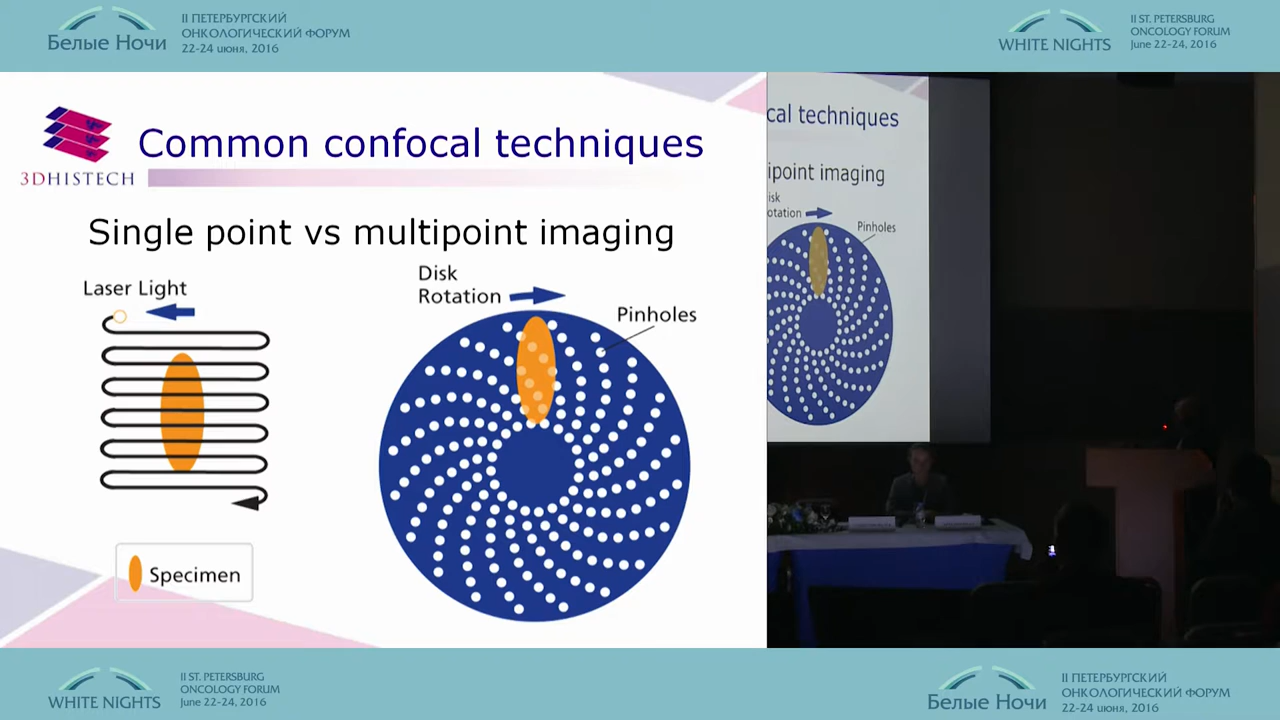 Белые Ночи
II ПЕТЕРБУРГСКИЙ
ОНКОЛОГИЧЕСКИЙ ФОРУМ
22-24 июня, 2016
WHITE NIGHTS
II ST. PETERSBURG
ONCOLOGY FORUM
June 22-24, 2016
3DHISTECH
Common confocal techniques
Single point vs multipoint imaging
Laser Light
Disk
Rotation
Pinholes
Specimen
cal techniques
ipoint imaging
isk
otation
Pinholes
WHITE NIGHTS
II ST. PETERSBURG
ONCOLOGY FORUM
June 22-24, 2016
Белые Ночи
II ПЕТЕРБУРГСКИЙ
ОНКОЛОГИЧЕСКИЙ ФОРУМ
22-24 июня, 2016